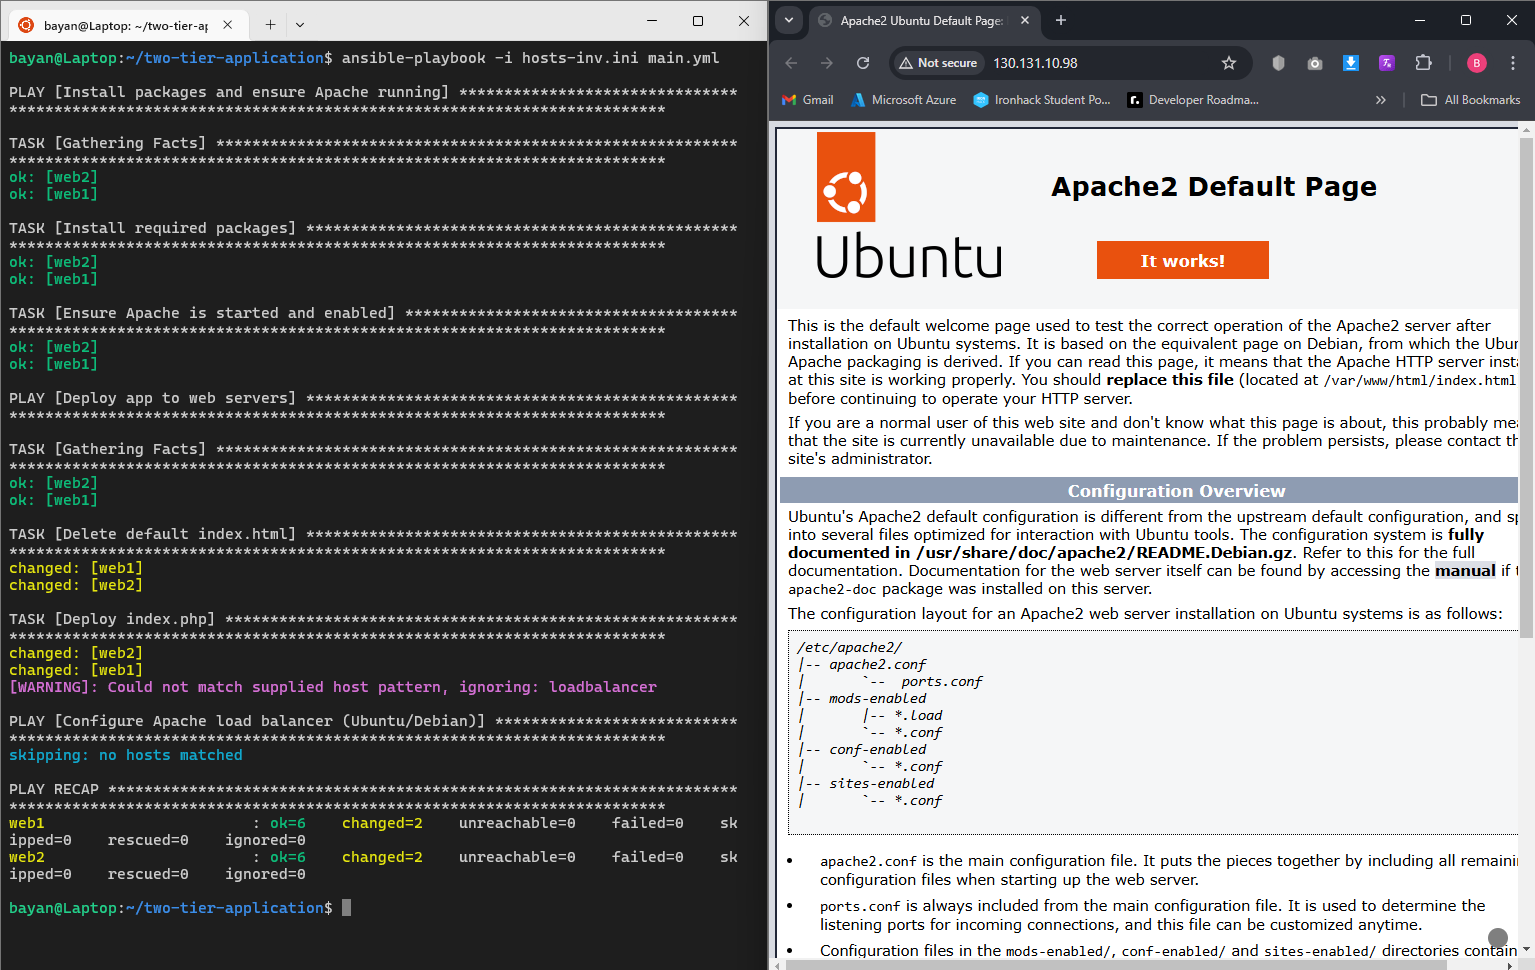 bayan@Laptop: ~/two-tier-ap
bayan@Laptop:~/two-tier-application$ ansible-playbook -i hosts-inv.ini main.yml
PLAY [Install packages and ensure Apache running] *******************************
*************************************************************************
TASK [Gathering Facts] **********************************************************
*************************************************************************
ok: [web2]
ok: [web1]
TASK [Install required packages] ************************************************
*************************************************************************
ok: [web2]
ok: [web1]
TASK [Ensure Apache is started and enabled] *************************************
*************************************************************************
ok: [web2]
ok: [web1]
PLAY [Deploy app to web servers] ************************************************
*************************************************************************
TASK [Gathering Facts] **********************************************************
*************************************************************************
ok: [web2]
ok: [web1]
TASK [Delete default index.html] ************************************************
*************************************************************************
changed: [web1]
changed: [web2]
TASK [Deploy index.php] *********************************************************
*************************************************************************
changed: [web2]
changed: [web1]
[WARNING]: Could not match supplied host pattern, ignoring: loadbalancer
PLAY [Configure Apache load balancer (Ubuntu/Debian)] ***************************
*************************************************************************
skipping: no hosts matched
PLAY RECAP **********************************************************************
*************************************************************************
web1 : ok=6 changed=2 unreachable=0 failed=0 sk
ipped=0 rescued=0 ignored=0
web2 : ok=6 changed=2 unreachable=0 failed=0 sk
ipped=0 rescued=0 ignored=0
bayan@Laptop:~/two-tier-application$
Apache2 Ubuntu Default Page:
Not secure 130.131.10.98
B
Gmail Microsoft Azure Ironhack Student Po... Developer Roadma... All Bookmarks
Ubuntu
Apache2 Default Page
It works!
This is the default welcome page used to test the correct operation of the Apache2 server after
installation on Ubuntu systems. It is based on the equivalent page on Debian, from which the Ubun
Apache packaging is derived. If you can read this page, it means that the Apache HTTP server inst
at this site is working properly. You should replace this file (located at /var/www/html/index.html
before continuing to operate your HTTP server.
If you are a normal user of this web site and don't know what this page is about, this probably mea
that the site is currently unavailable due to maintenance. If the problem persists, please contact th
site's administrator.
Configuration Overview
Ubuntu's Apache2 default configuration is different from the upstream default configuration, and sp
into several files optimized for interaction with Ubuntu tools. The configuration system is fully
documented in /usr/share/doc/apache2/README.Debian.gz. Refer to this for the full
documentation. Documentation for the web server itself can be found by accessing the manual if t
apache2-doc package was installed on this server.
The configuration layout for an Apache2 web server installation on Ubuntu systems is as follows:
/etc/apache2/
|-- apache2.conf
|       `--  ports.conf
|-- mods-enabled
|       |-- *.load
|       `-- *.conf
|-- conf-enabled
|       `-- *.conf
|-- sites-enabled
|       `-- *.conf
• apache2.conf is the main configuration file. It puts the pieces together by including all remainin
configuration files when starting up the web server.
• ports.conf is always included from the main configuration file. It is used to determine the
listening ports for incoming connections, and this file can be customized anytime.
• Configuration files in the mods-enabled/, conf-enabled/ and sites-enabled/ directories contain